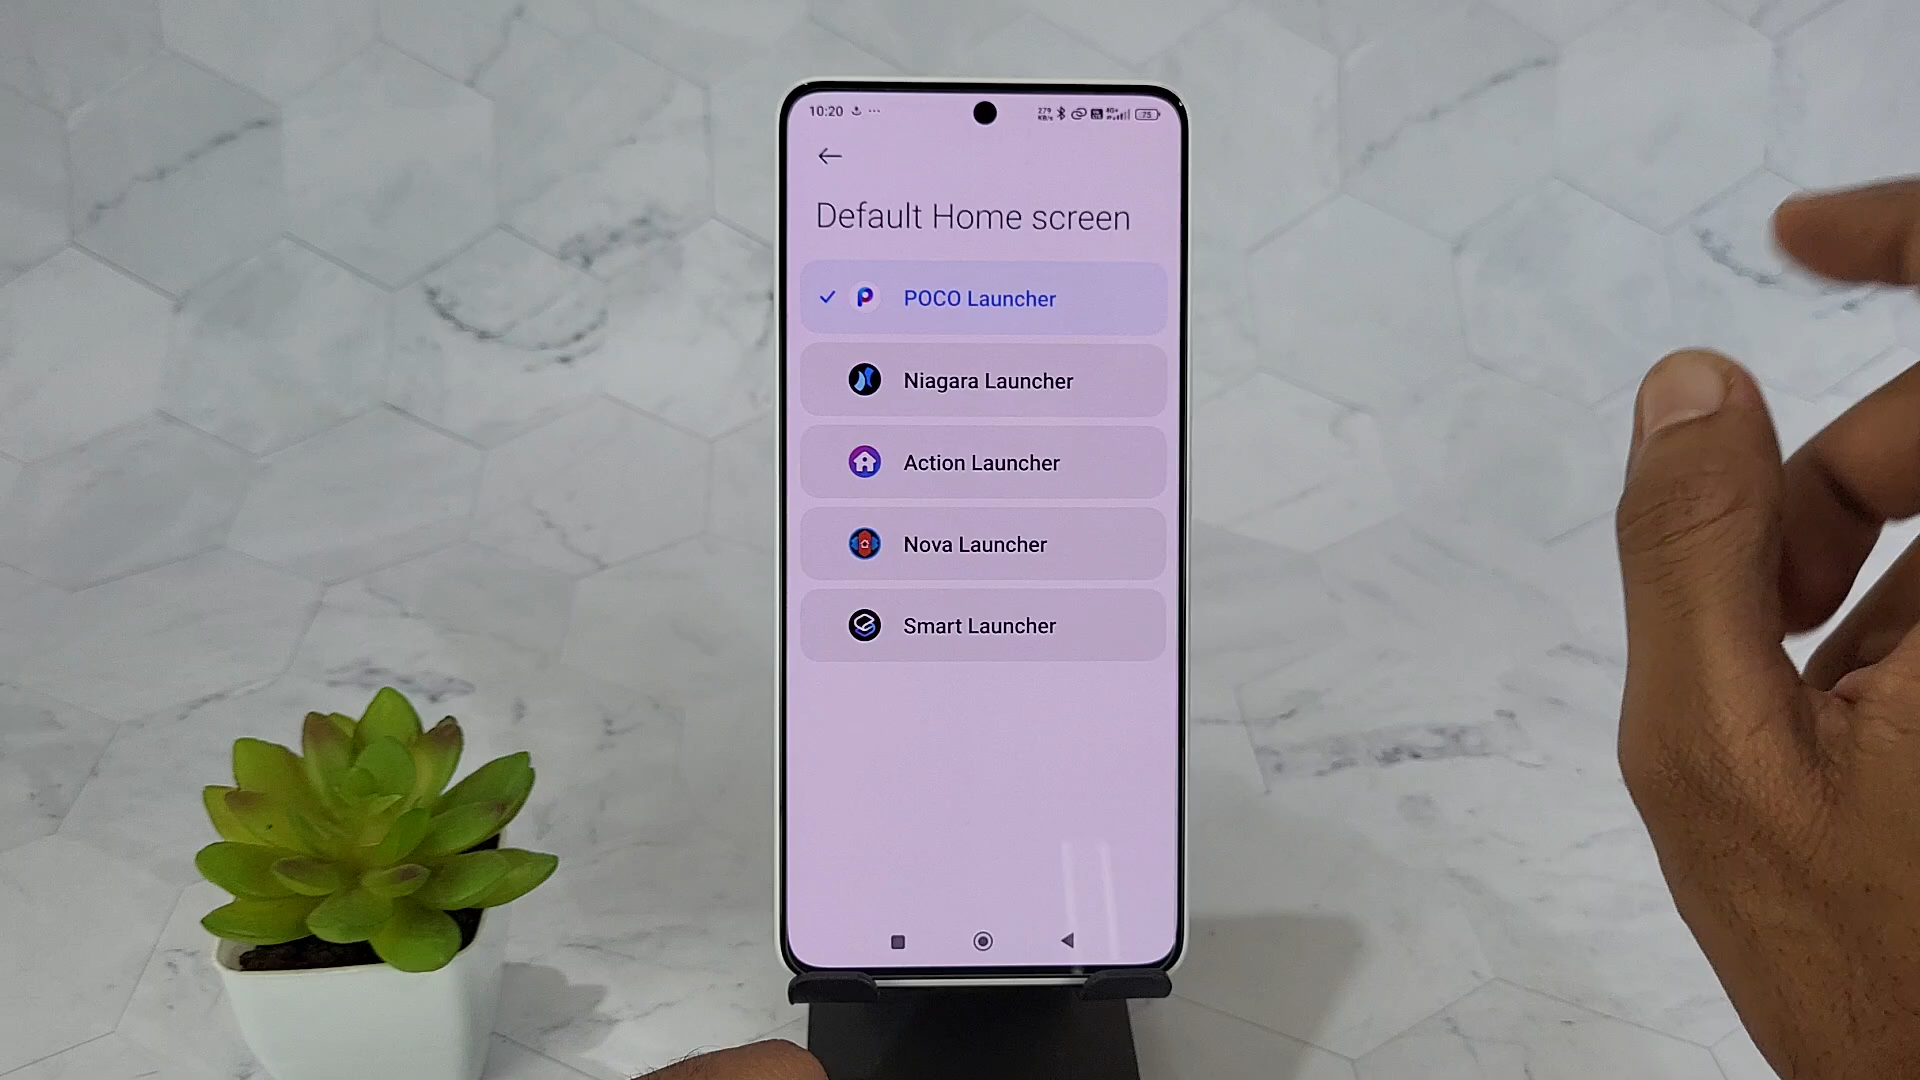 10:20
Default Home screen
POCO Launcher
Niagara Launcher
Action Launcher
Nova Launcher
Smart Launcher